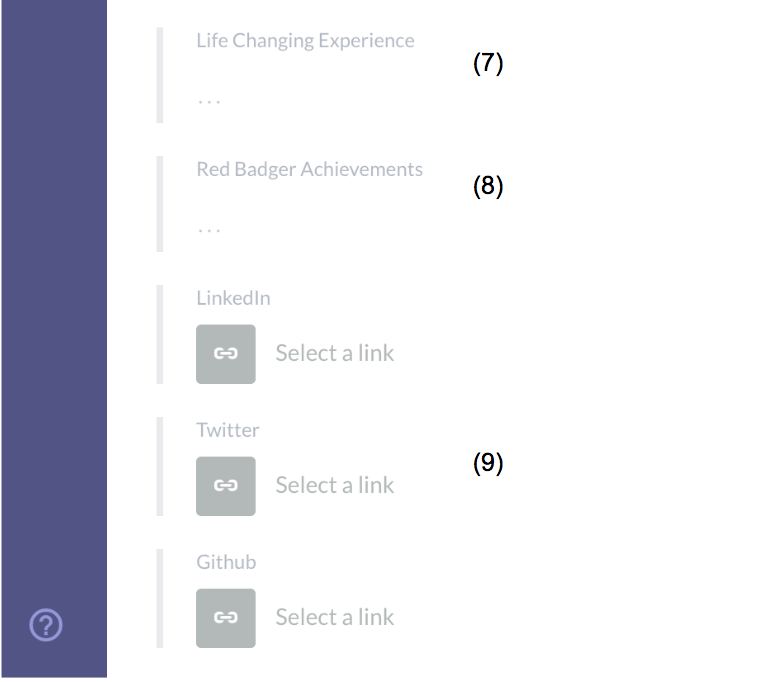 Life Changing Experience
(7)
...
Red Badger Achievements
(8)
...
LinkedIn
Select a link
Twitter
(9)
Select a link
Github
Select a link
?